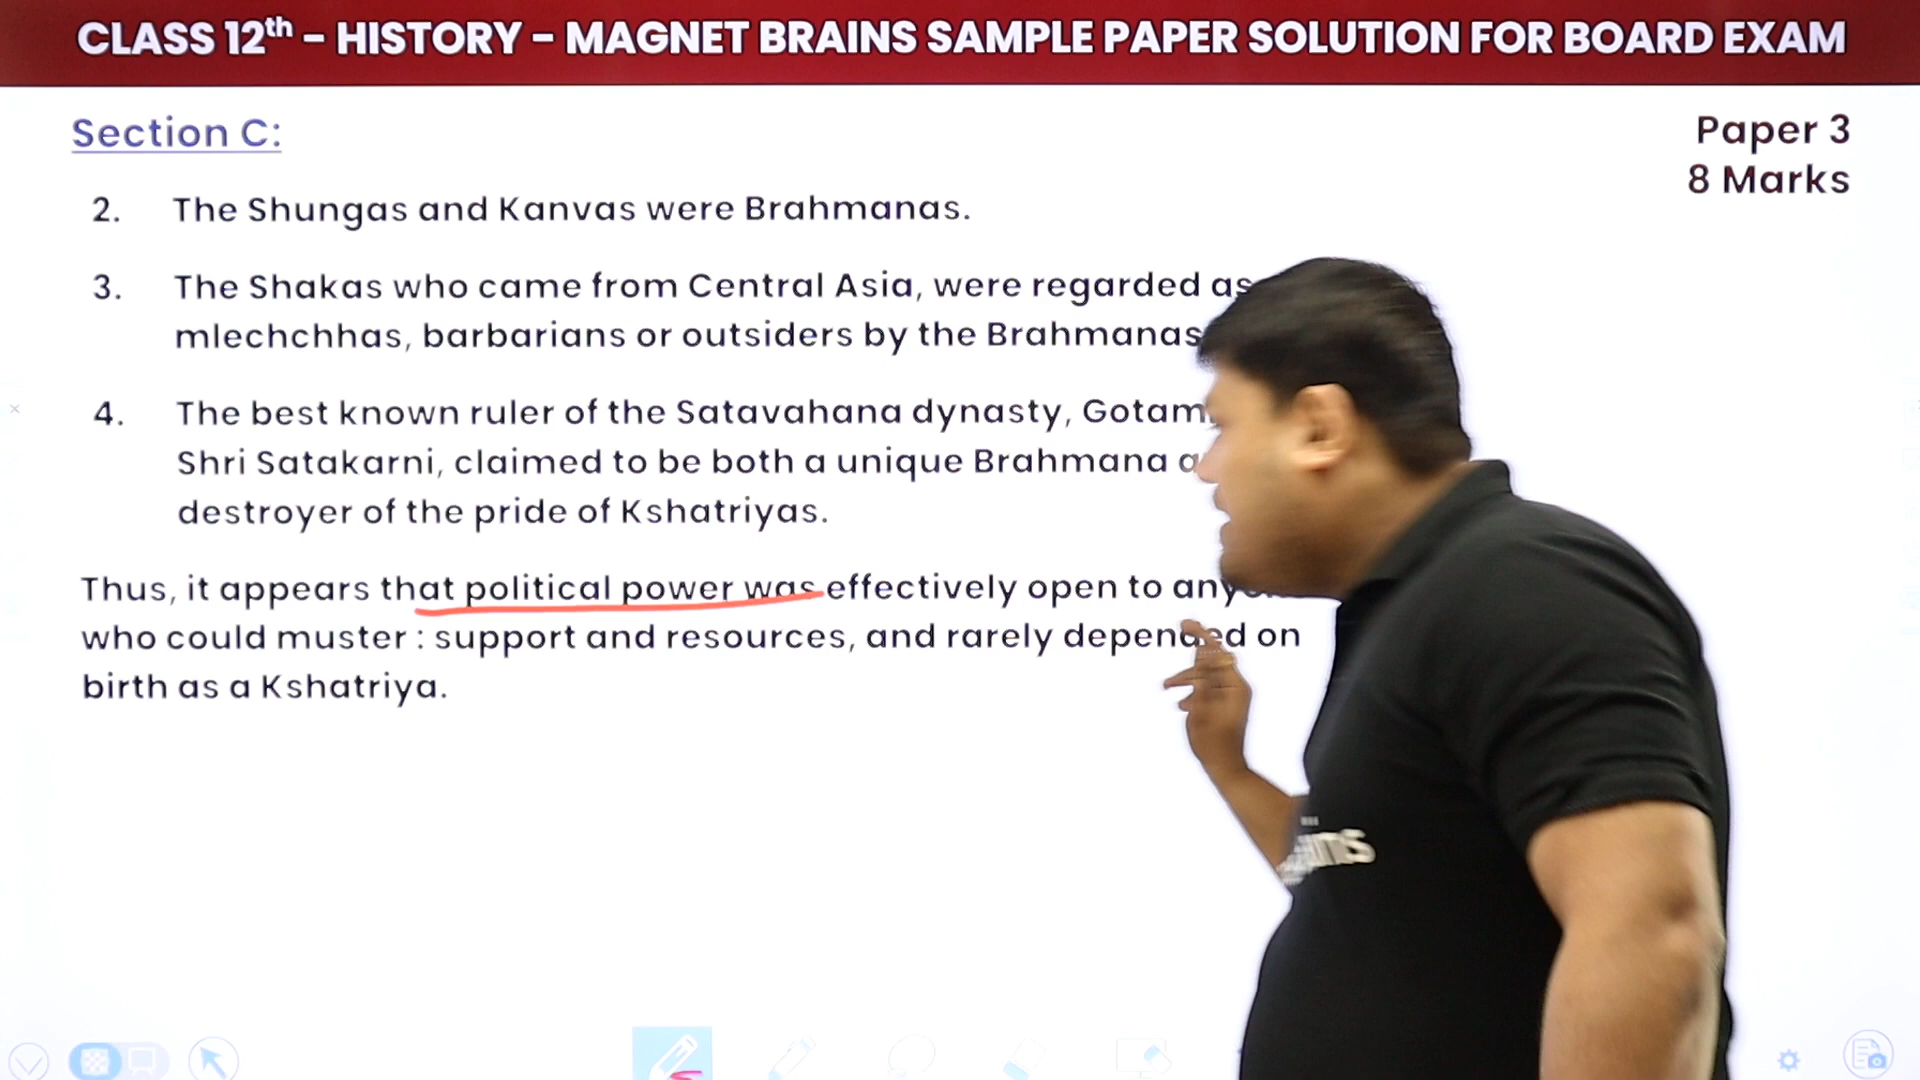 CLASS 12th – HISTORY – MAGNET BRAINS SAMPLE PAPER SOLUTION FOR BOARD EXAM
Section C:
Paper 3
8 Marks
2. The Shungas and Kanvas were Brahmanas.
3. The Shakas who came from Central Asia, were regarded as
mlechchhas, barbarians or outsiders by the Brahmanas
4. The best known ruler of the Satavahana dynasty,
Shri Satakarni, claimed to be both a unique Brahmana
destroyer of the pride of Kshatriyas.
Thus, it appears that political power was effectively open to
who could muster : support and resources, and rarely depended on
birth as a Kshatriya.